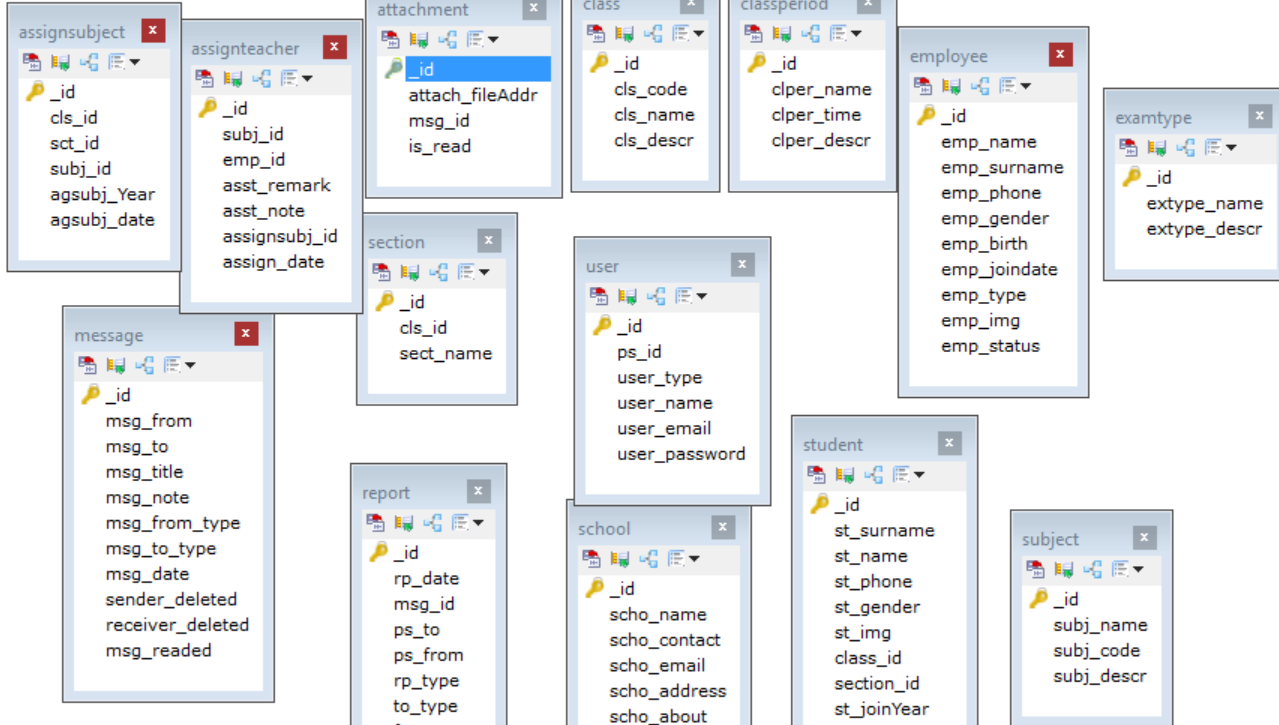 assignsubject
_id
cls_id
sct_id
subj_id
agsubj_Year
agsubj_date
assignteacher
_id
subj_id
emp_id
asst_remark
asst_note
assignsubj_id
assign_date
attachment
_id
attach_fileAddr
msg_id
is_read
class
_id
cls_code
cls_name
cls_descr
classperiod
_id
clper_name
clper_time
clper_descr
employee
_id
emp_name
emp_surname
emp_phone
emp_gender
emp_birth
emp_joindate
emp_type
emp_img
emp_status
examtype
_id
extype_name
extype_descr
section
_id
cls_id
sect_name
user
_id
ps_id
user_type
user_name
user_email
user_password
message
_id
msg_from
msg_to
msg_title
msg_note
msg_from_type
msg_to_type
msg_date
sender_deleted
receiver_deleted
msg_readed
report
_id
rp_date
msg_id
ps_to
ps_from
rp_type
to_type
school
_id
scho_name
scho_contact
scho_email
scho_address
scho_about
student
_id
st_surname
st_name
st_phone
st_gender
st_img
class_id
section_id
st_joinYear
subject
_id
subj_name
subj_code
subj_descr